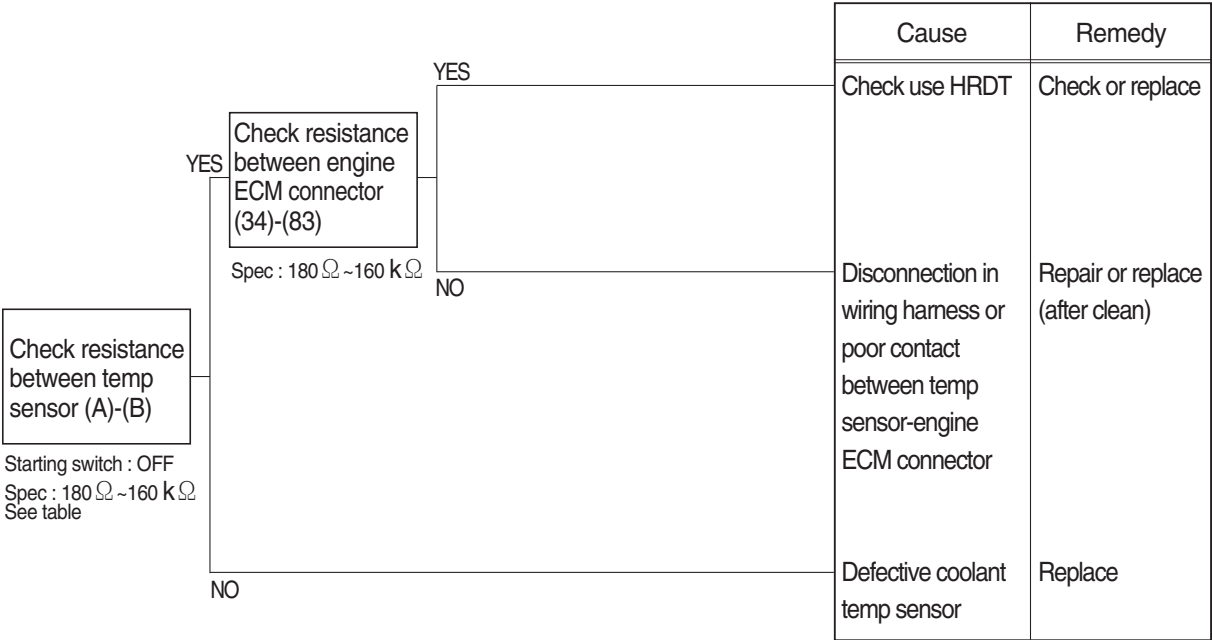 Cause
Remedy
YES
Check use HRDT
Check or replace
Check resistance
between engine
ECM connector
(34)-(83)
YES
Spec : 180 Ω ~160 k Ω
NO
Disconnection in
wiring harness or
poor contact
between temp
sensor-engine
ECM connector
Repair or replace
(after clean)
Check resistance
between temp
sensor (A)-(B)
Starting switch : OFF
Spec : 180 Ω ~160 k Ω
See table
NO
Defective coolant
temp sensor
Replace